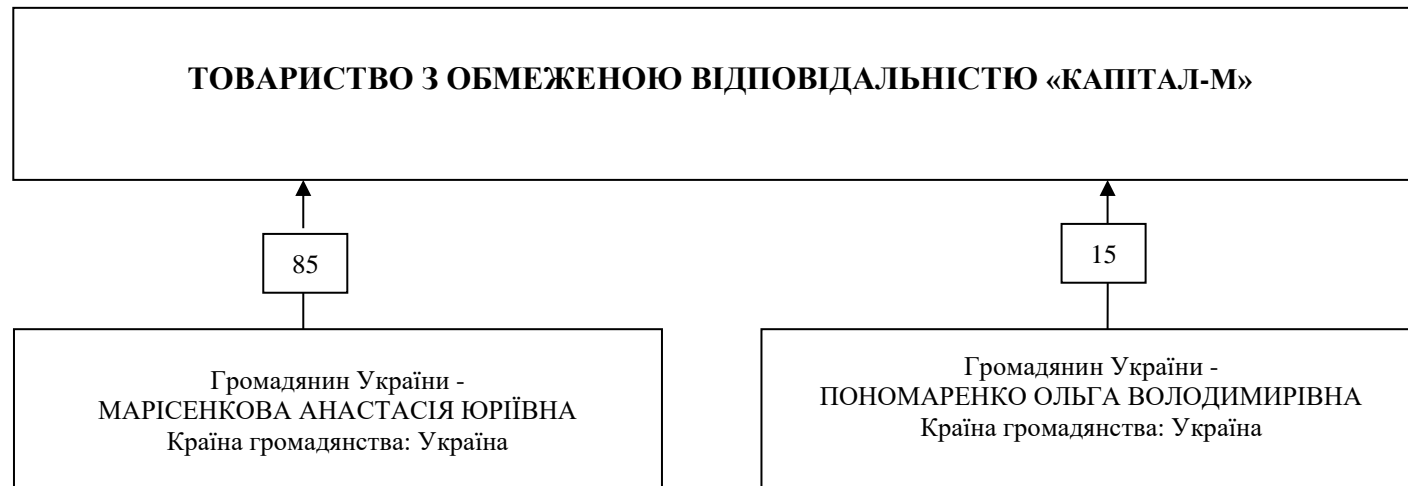 ТОВАРИСТВО З ОБМЕЖЕНОЮ ВІДПОВІДАЛЬНІСТЮ «КАПІТАЛ-М»
85
15
Громадянин України -
МАРІСЕНКОВА АНАСТАСІЯ ЮРІЇВНА
Країна громадянства: Україна
Громадянин України -
ПОНОМАРЕНКО ОЛЬГА ВОЛОДИМИРІВНА
Країна громадянства: Україна